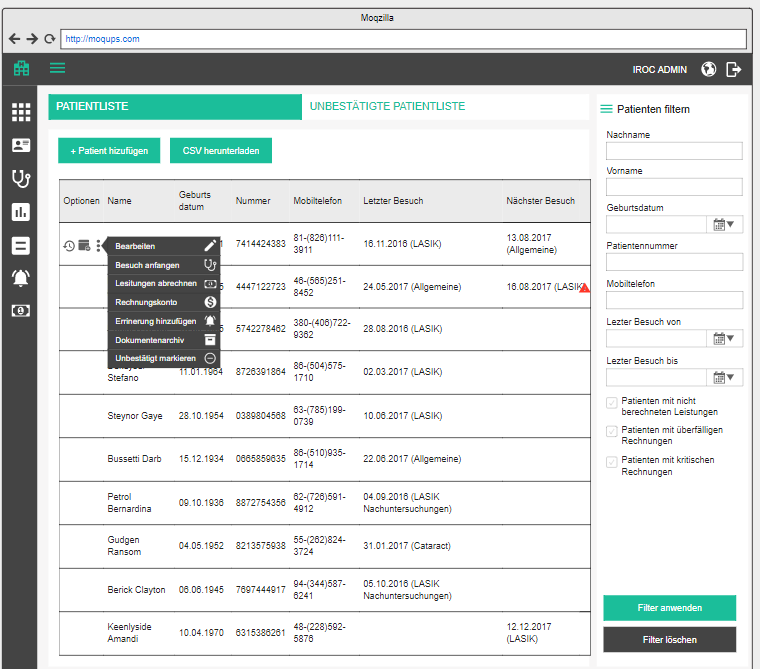 Moqzilla
http://moqups.com
IROC ADMIN
PATIENTLISTE
UNBESTÄTIGTE PATIENTLISTE
+ Patient hinzufügen
CSV herunterladen
Optionen Name Geburts datum Nummer Mobiltelefon Letzter Besuch Nächster Besuch
1 7414424383 81-(826)111-3911 16.11.2016 (LASIK) 13.08.2017 (Allgemeine)
5 4447122723 46-(565)251-8452 24.05.2017 (Allgemeine) 16.08.2017 (LASIK
5 5742278462 380-(406)722-9362 28.08.2016 (LASIK)
Stefano 11.01.1964 8726391864 86-(504)575-1710 02.03.2017 (LASIK)
Steynor Gaye 28.10.1954 0389804568 63-(785)199-0739 10.06.2017 (LASIK)
Bussetti Darb 15.12.1934 0665859635 86-(510)935-1714 22.06.2017 (Allgemeine)
Petrol Bernardina 09.10.1936 8872754356 62-(726)591-4912 04.09.2016 (LASIK Nachuntersuchungen)
Gudgen Ransom 04.05.1952 8213575938 55-(262)824-3724 31.01.2017 (Cataract)
Berick Clayton 06.06.1945 7697444917 94-(344)587-6241 05.10.2016 (LASIK Nachuntersuchungen)
Keenlyside Amandi 10.04.1970 6315386261 48-(228)592-5876 12.12.2017 (LASIK)
Bearbeiten
Besuch anfangen
Lesitungen abrechnen
Rechnungskonto
Errinerung hinzufügen
Dokumentenarchiv
Unbestätigt markieren
Patienten filtern
Nachname
Vorname
Geburtsdatum
Patientennummer
Mobiltelefon
Lezter Besuch von
Lezter Besuch bis
Patienten mit nicht
berechneten Leistungen
Patienten mit überfälligen
Rechnungen
Patienten mit kritischen
Rechnungen
Filter anwenden
Filter löschen